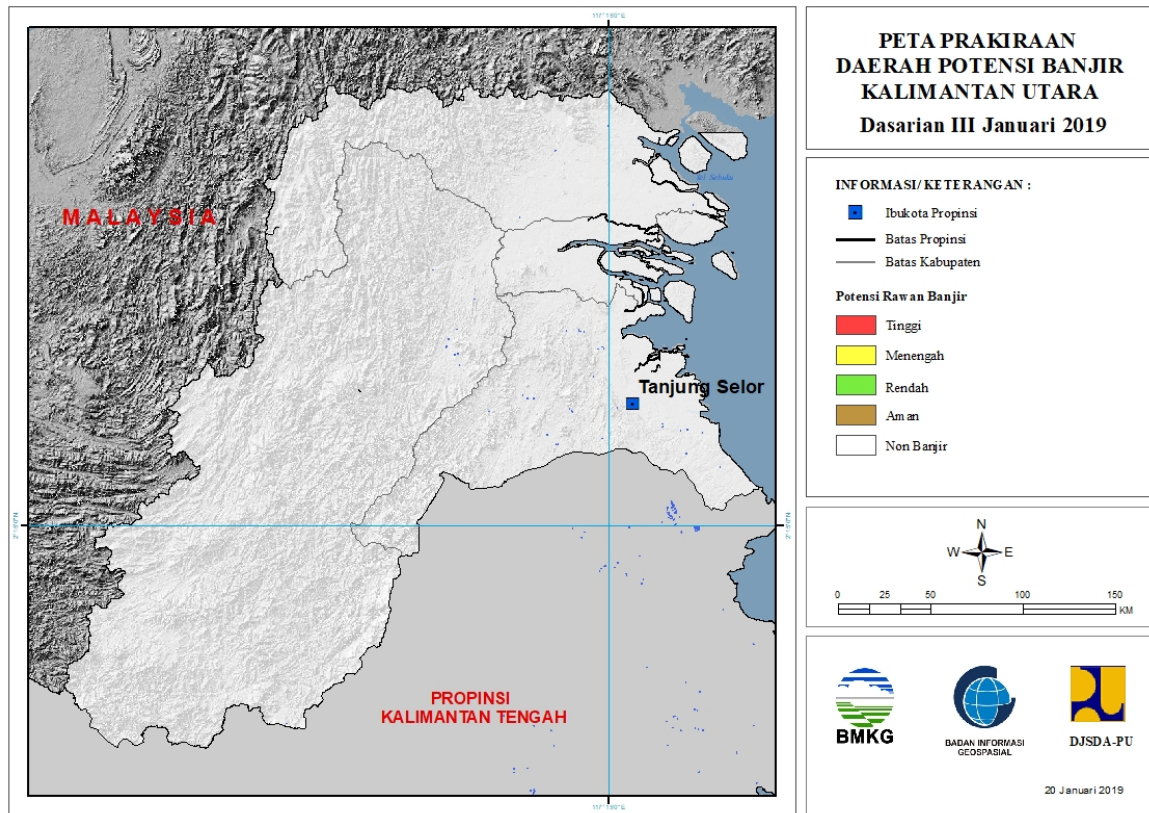 PETA PRAKIRAAN
DAERAH POTENSI BANJIR
KALIMANTAN UTARA
Dasarian III Januari 2019
INFORMASI/ KETERANGAN :
Ibukota Propinsi
Batas Propinsi
Batas Kabupaten
Potensi Rawan Banjir
Tinggi
Menengah
Rendah
Aman
Non Banjir
N
W E
S
0 25 50 100 150
KM
BMKG
BADAN INFORMASI
GEOSPASIAL
DJSDA-PU
20 Januari 2019
MALAYSIA
Tel. Sebuku
Tanjung Selor
PROPINSI
KALIMANTAN TENGAH